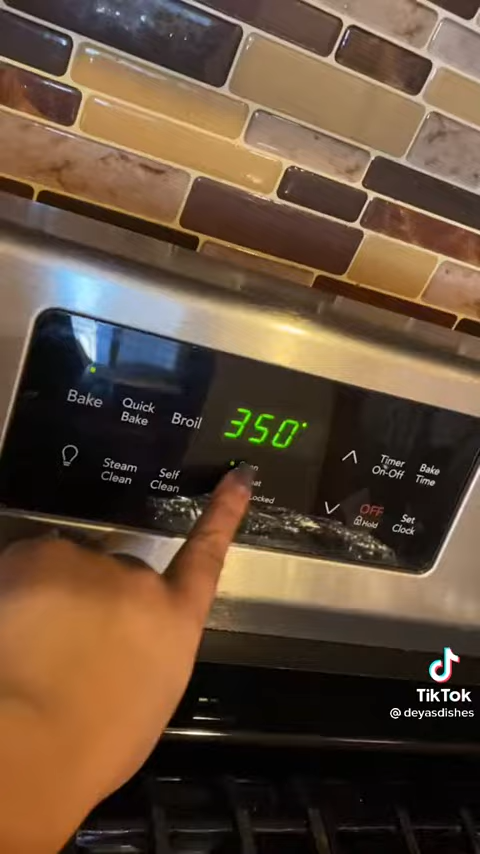 350°
Bake
Quick
Bake
Broil
Steam
Clean
Self
Clean
Locked
Timer
On-Off
Bake
Time
OFF
Hold
Set
Clock
TikTok
@ deyasdishes